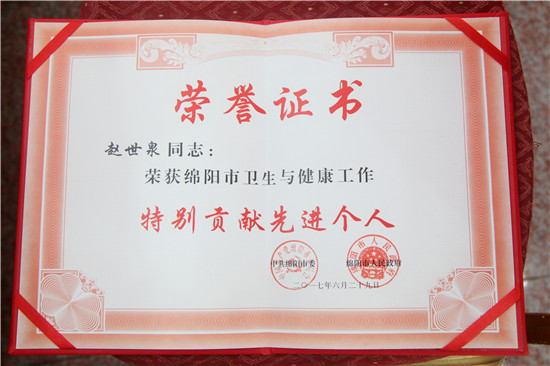 荣誉证书
赵世泉同志：
荣获绵阳市卫生与健康工作
特别贡献先进个人
中共绵阳市委 绵阳市人民政府
二〇一七年六月二十九日